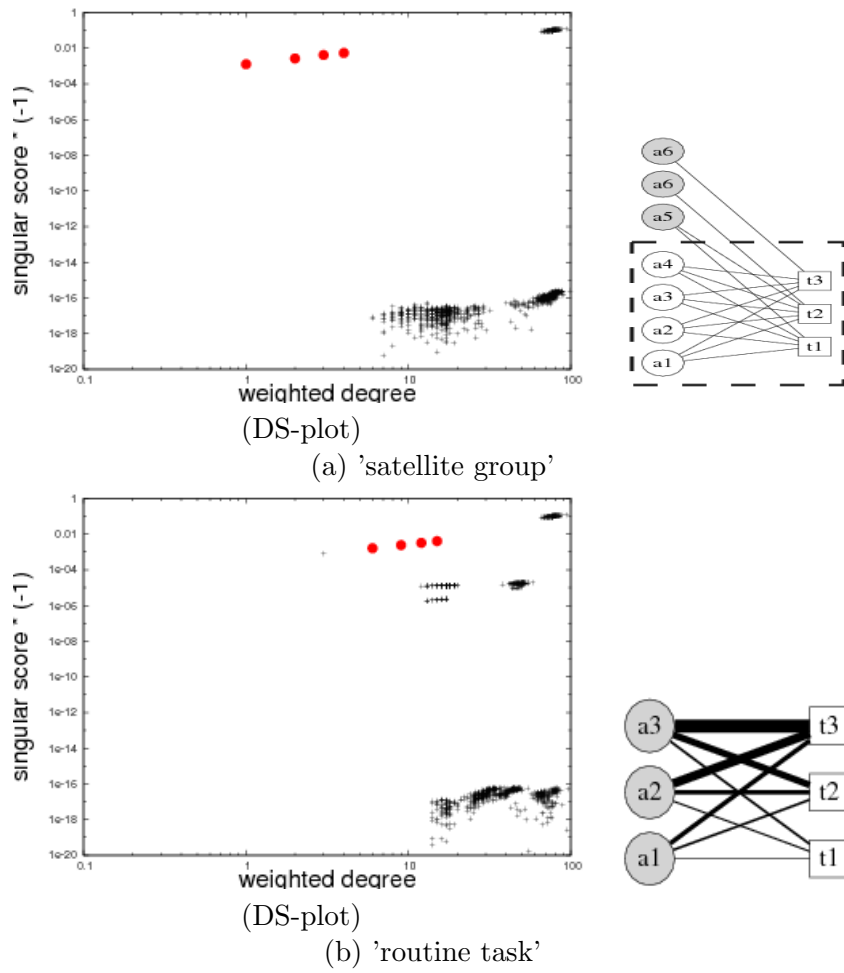 singular score * (-1)
1
0.01
1e-04
1e-06
1e-08
1e-10
1e-12
1e-14
1e-16
1e-18
1e-20
0.1
1
10
100
weighted degree
a6
a6
a5
a4
a3
a2
a1
t3
t2
t1
(DS-plot)
(a) 'satellite group'
singular score * (-1)
1
0.01
1e-04
1e-06
1e-08
1e-10
1e-12
1e-14
1e-16
1e-18
1e-20
0.1
1
10
100
weighted degree
a3
a2
a1
t3
t2
t1
(DS-plot)
(b) 'routine task'